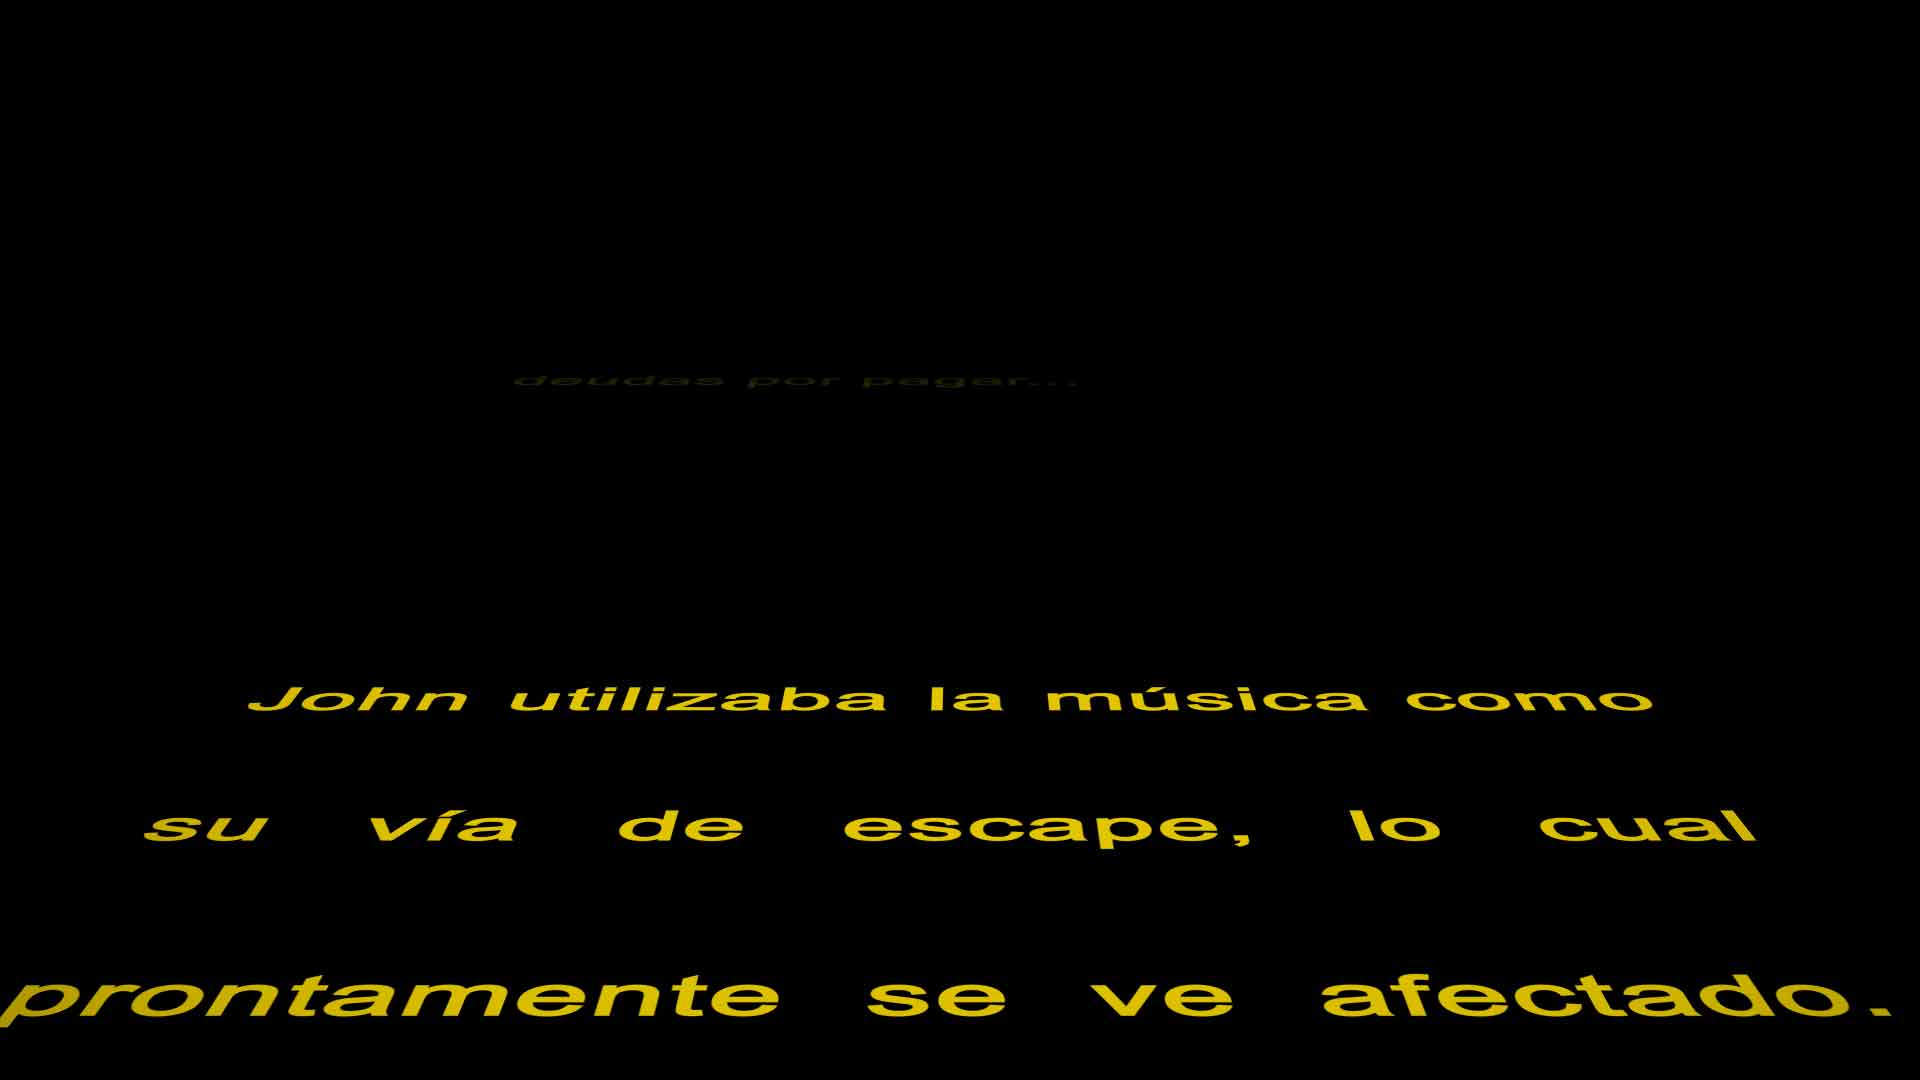 deudas por pagar...
John utilizaba la música como
su vía de escape, lo cual
prontamente se ve afectado.